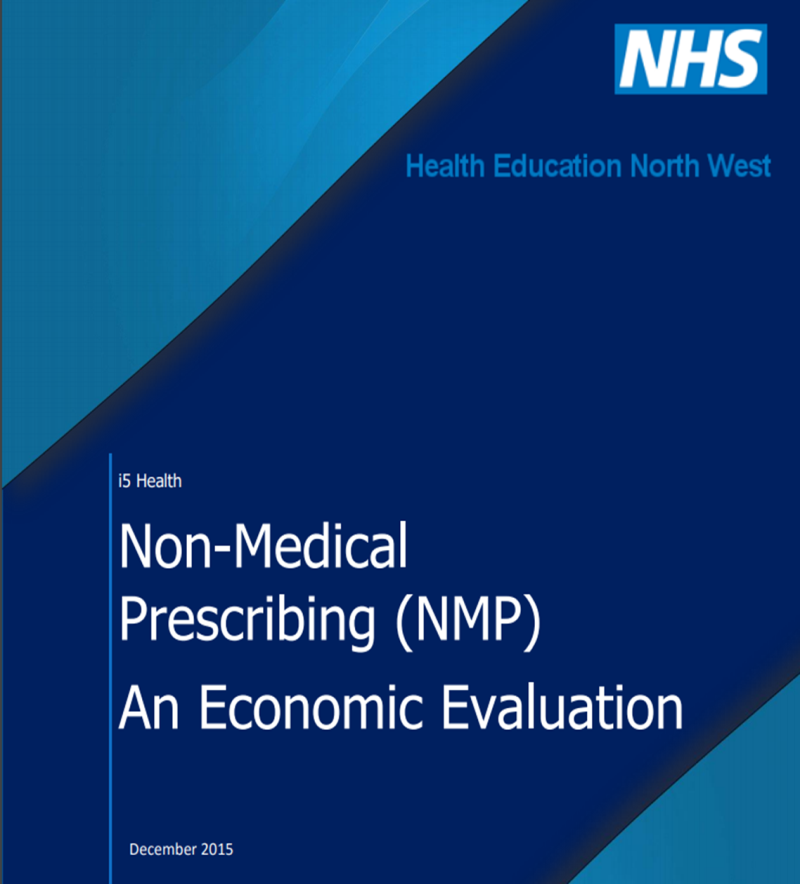 NHS
Health Education North West
i5 Health
Non-Medical
Prescribing (NMP)
An Economic Evaluation
December 2015